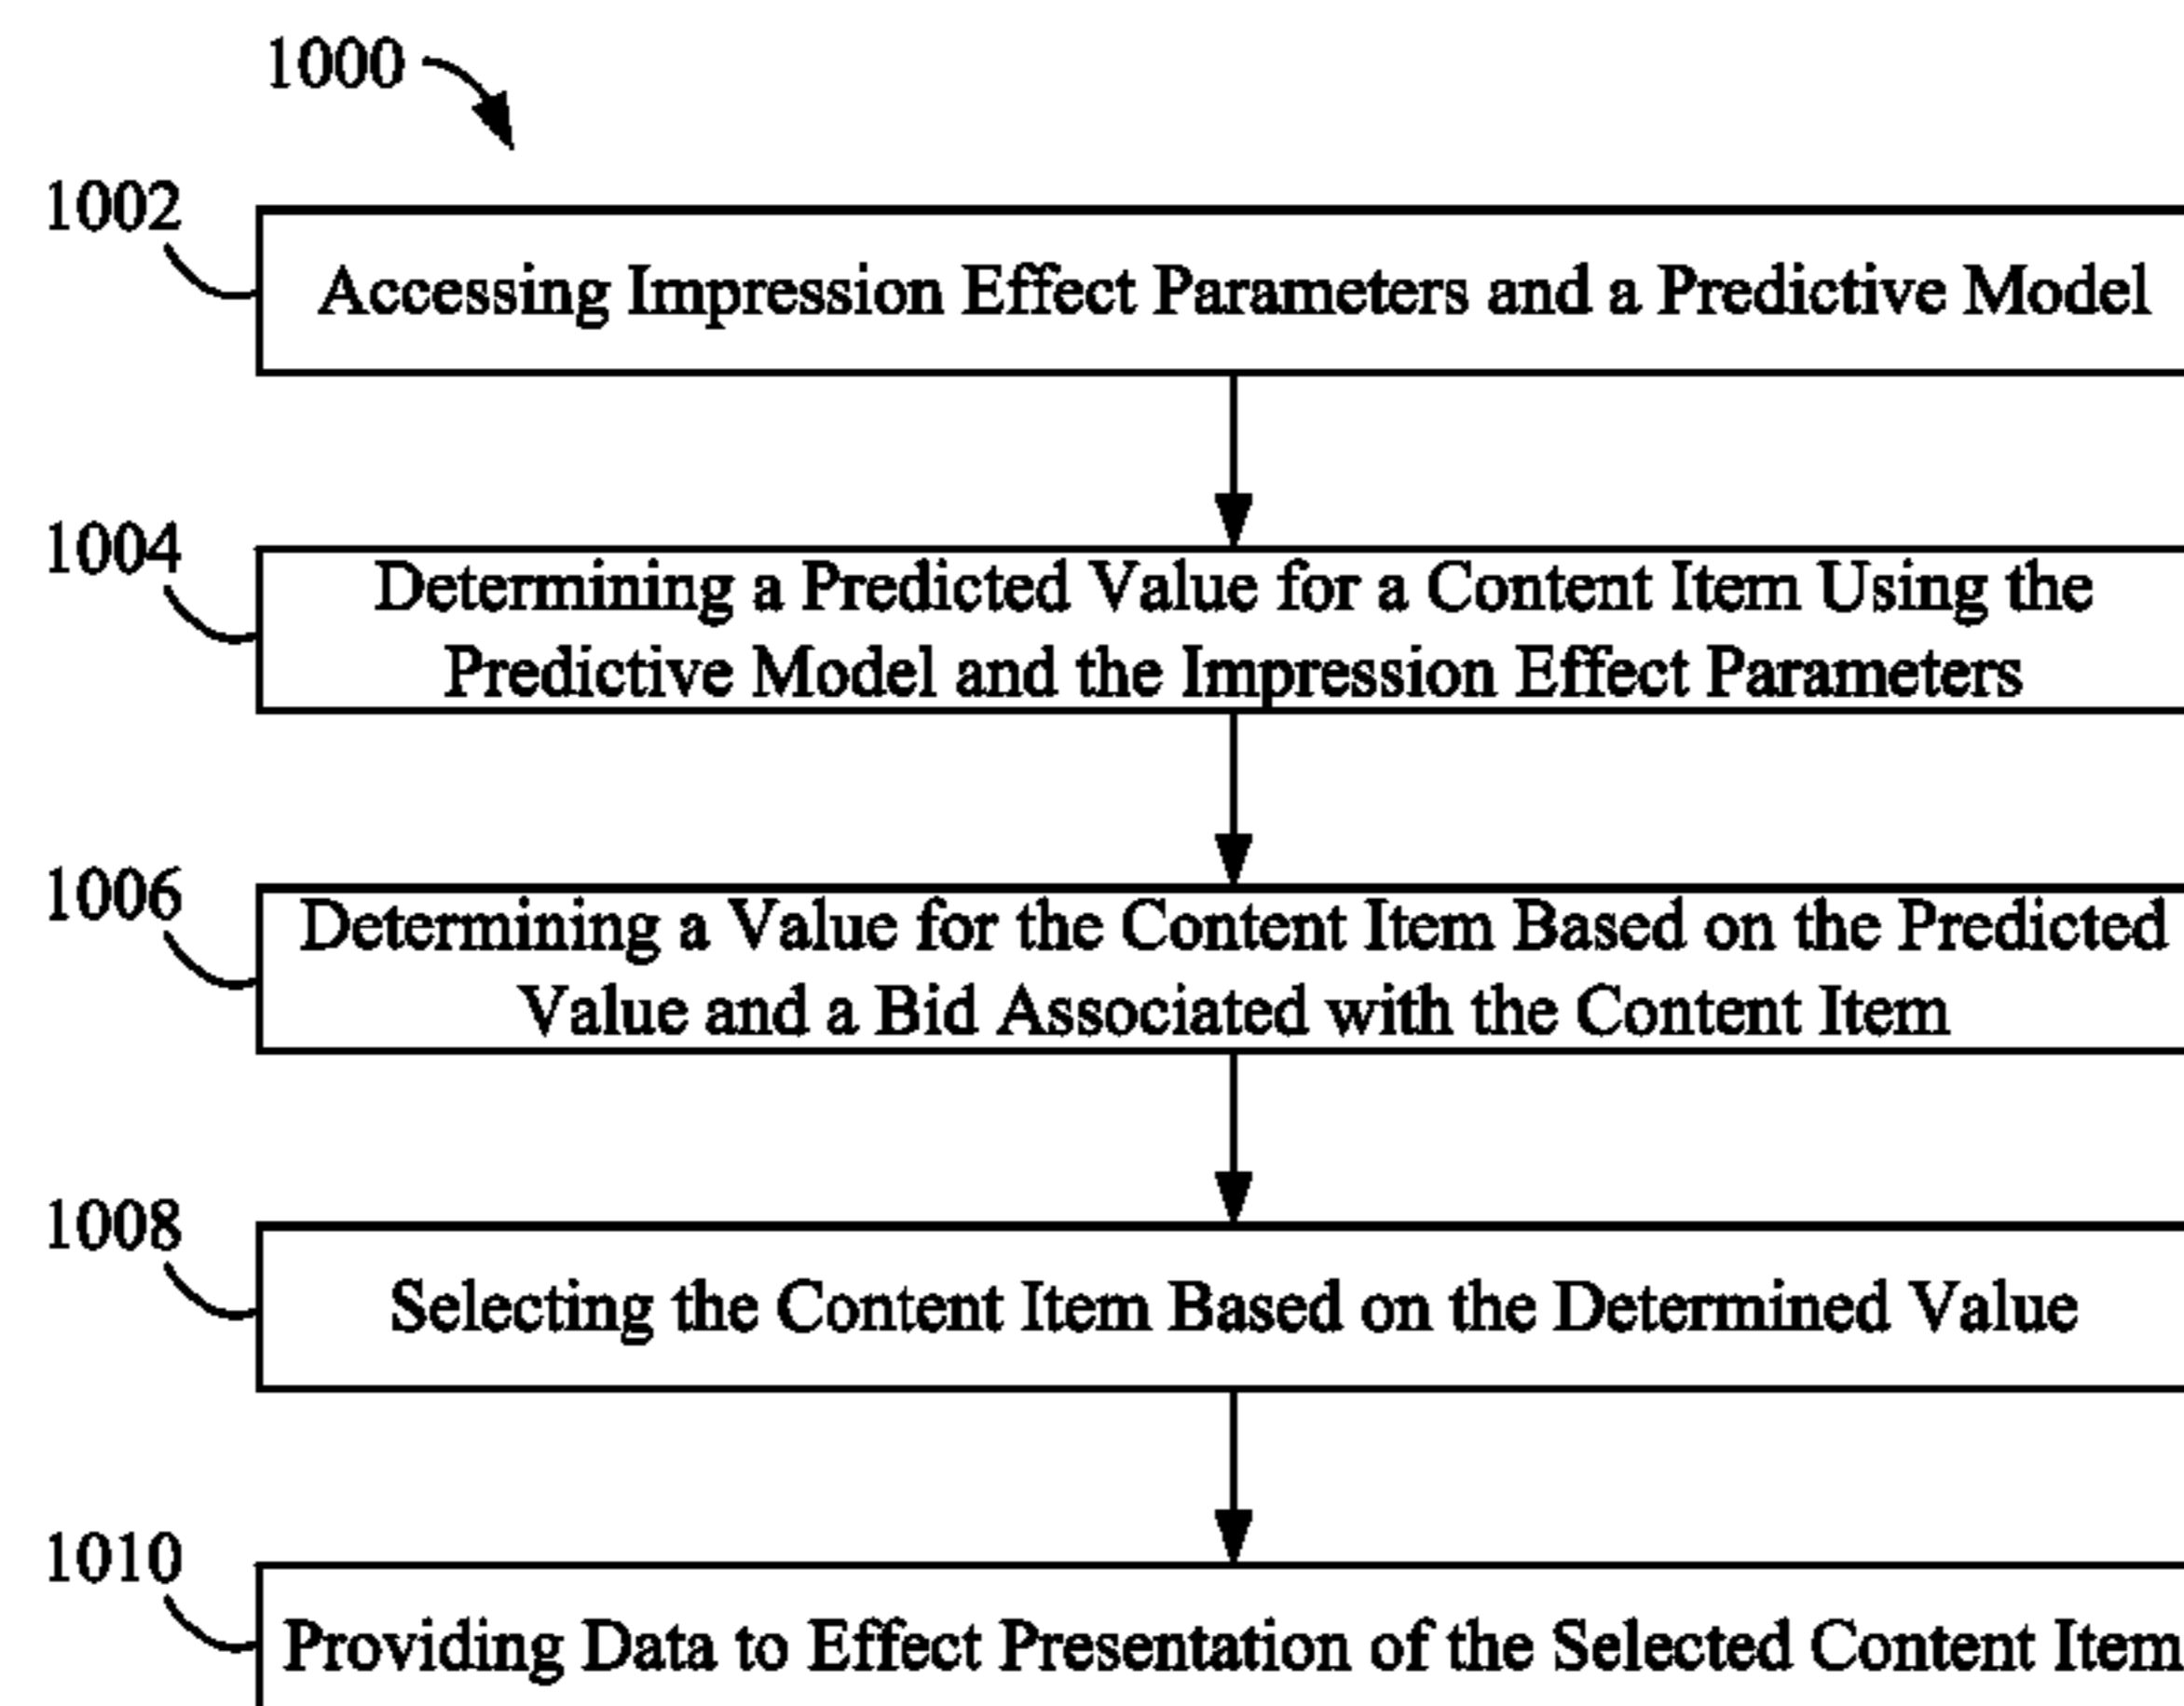 1000
1002
Accessing Impression Effect Parameters and a Predictive Model
1004
Determining a Predicted Value for a Content Item Using the
Predictive Model and the Impression Effect Parameters
1006
Determining a Value for the Content Item Based on the Predicted
Value and a Bid Associated with the Content Item
1008
Selecting the Content Item Based on the Determined Value
1010
Providing Data to Effect Presentation of the Selected Content Item